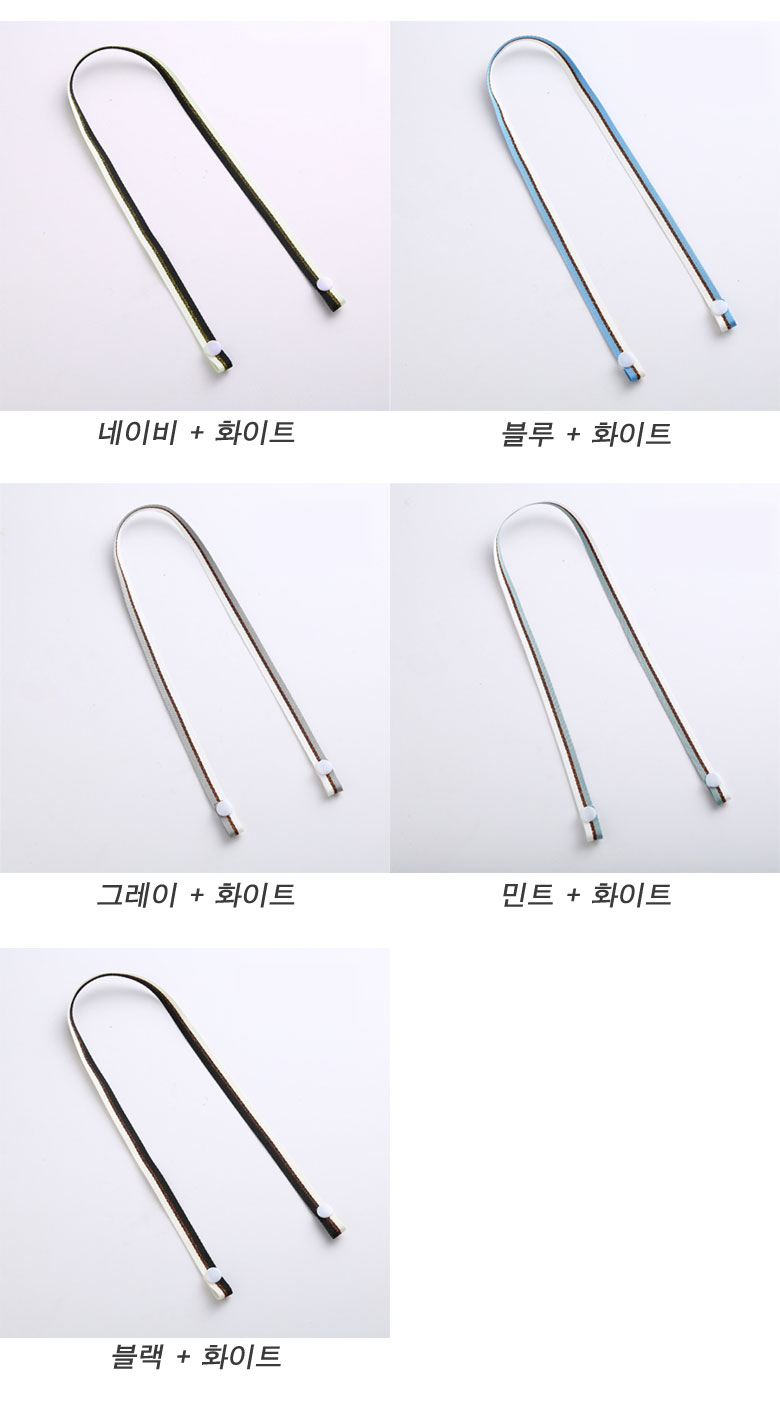 네이비 + 화이트
블루 + 화이트
그레이 + 화이트
민트 + 화이트
블랙 + 화이트